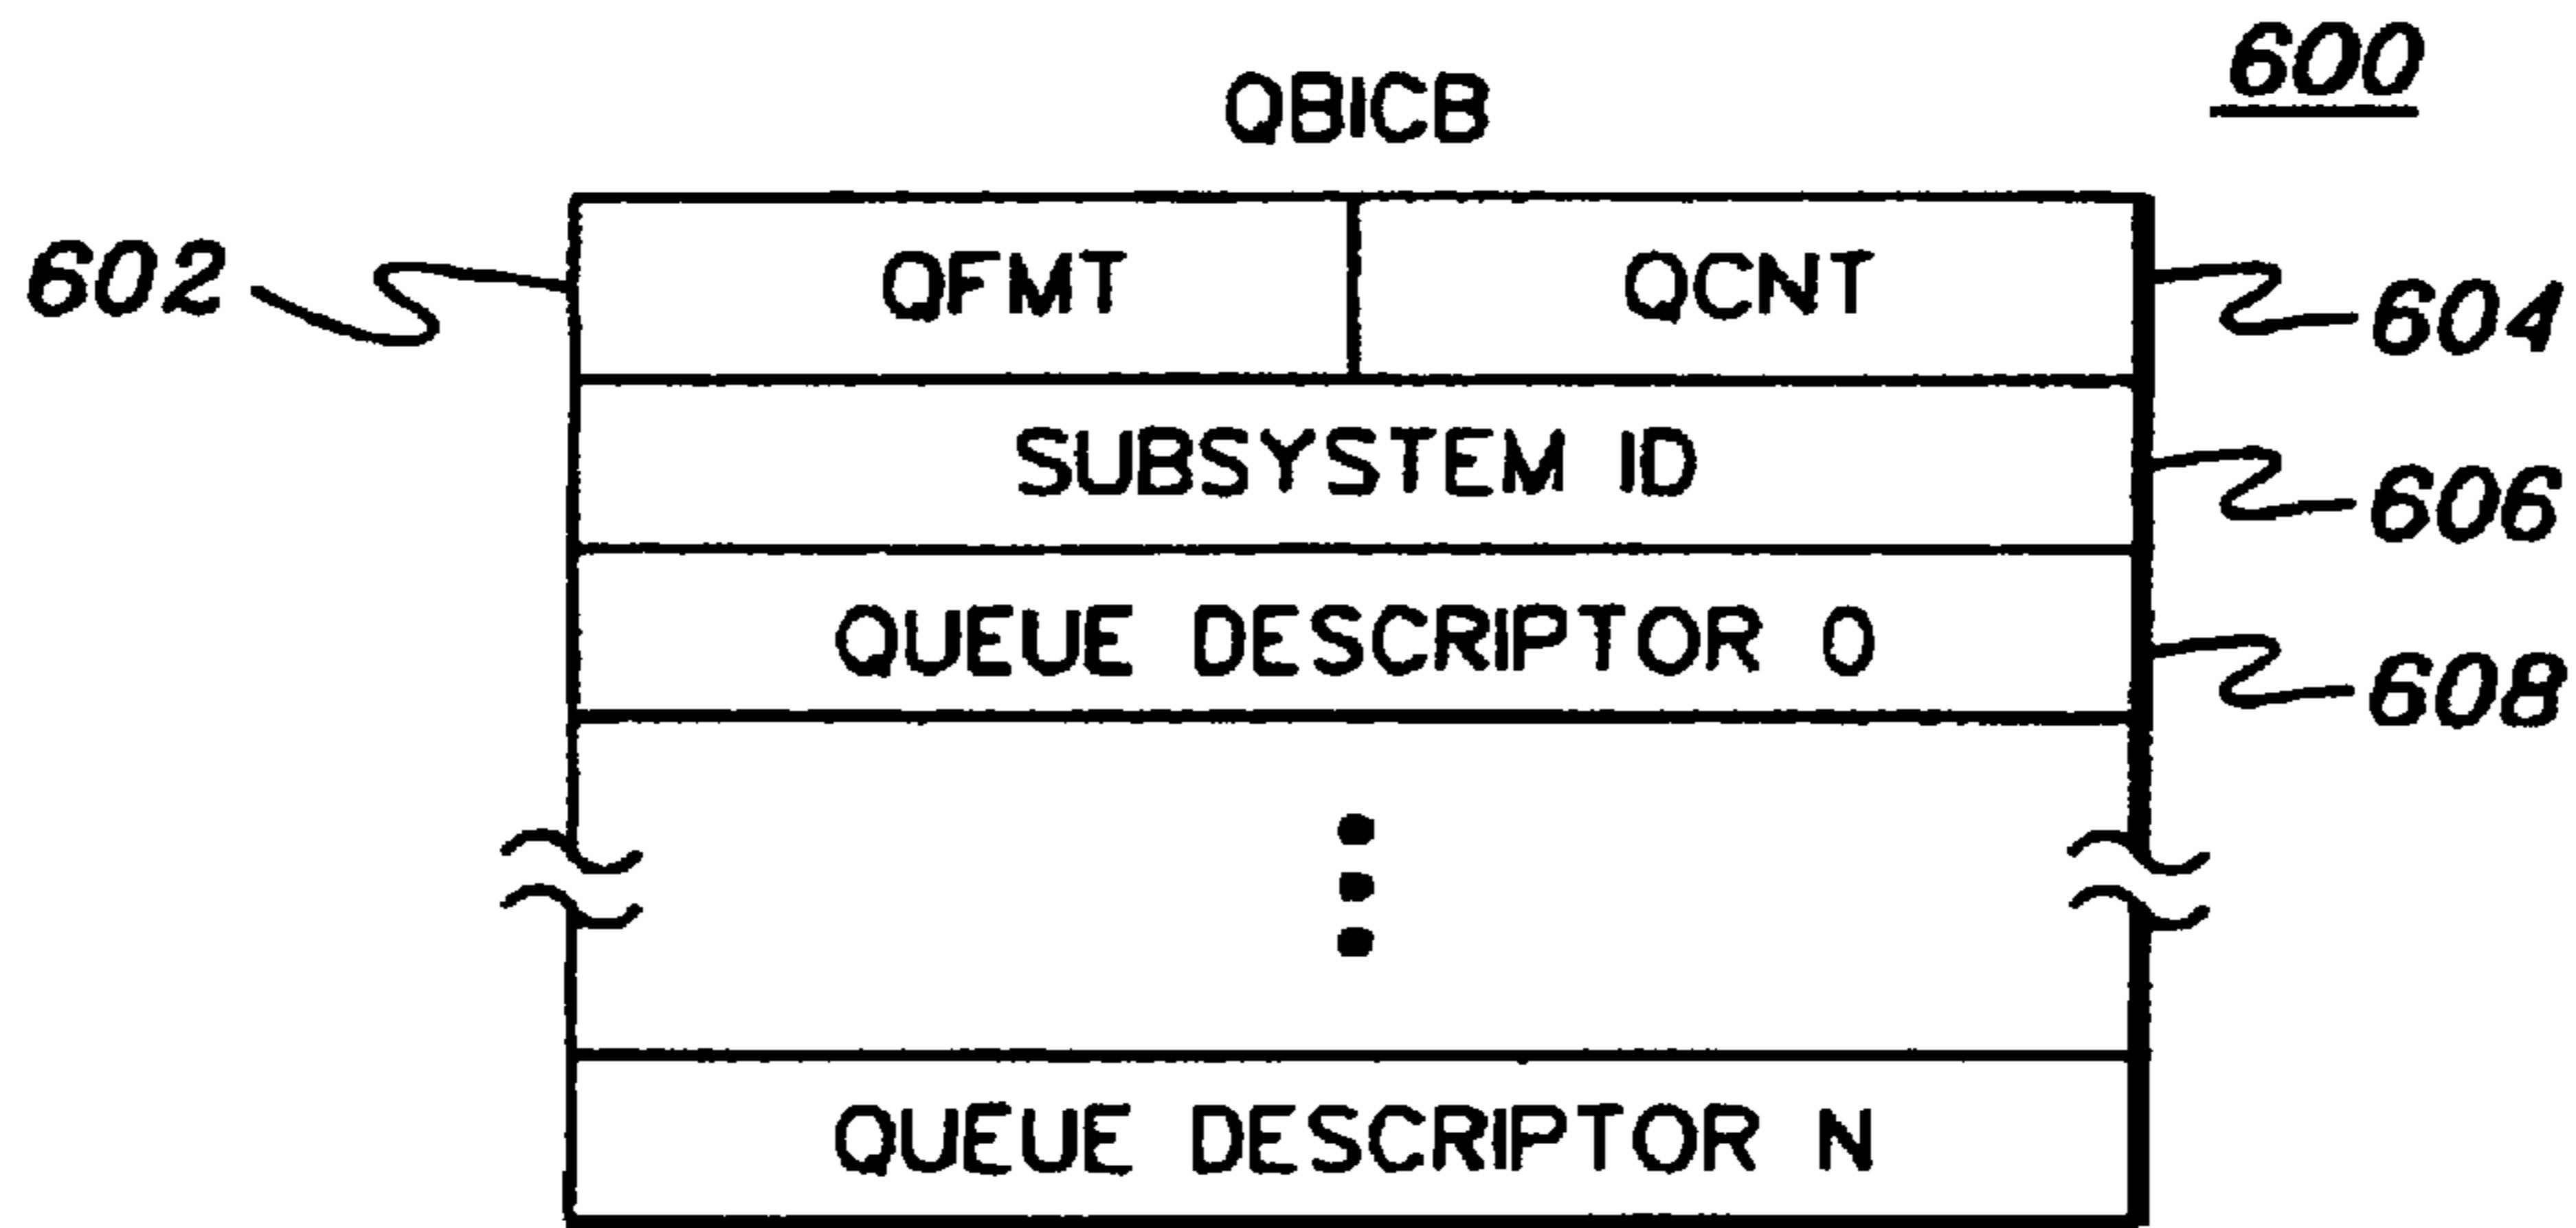 600
QBICB
602 QFMT QCNT 604
SUBSYSTEM ID 606
QUEUE DESCRIPTOR 0 608
QUEUE DESCRIPTOR N